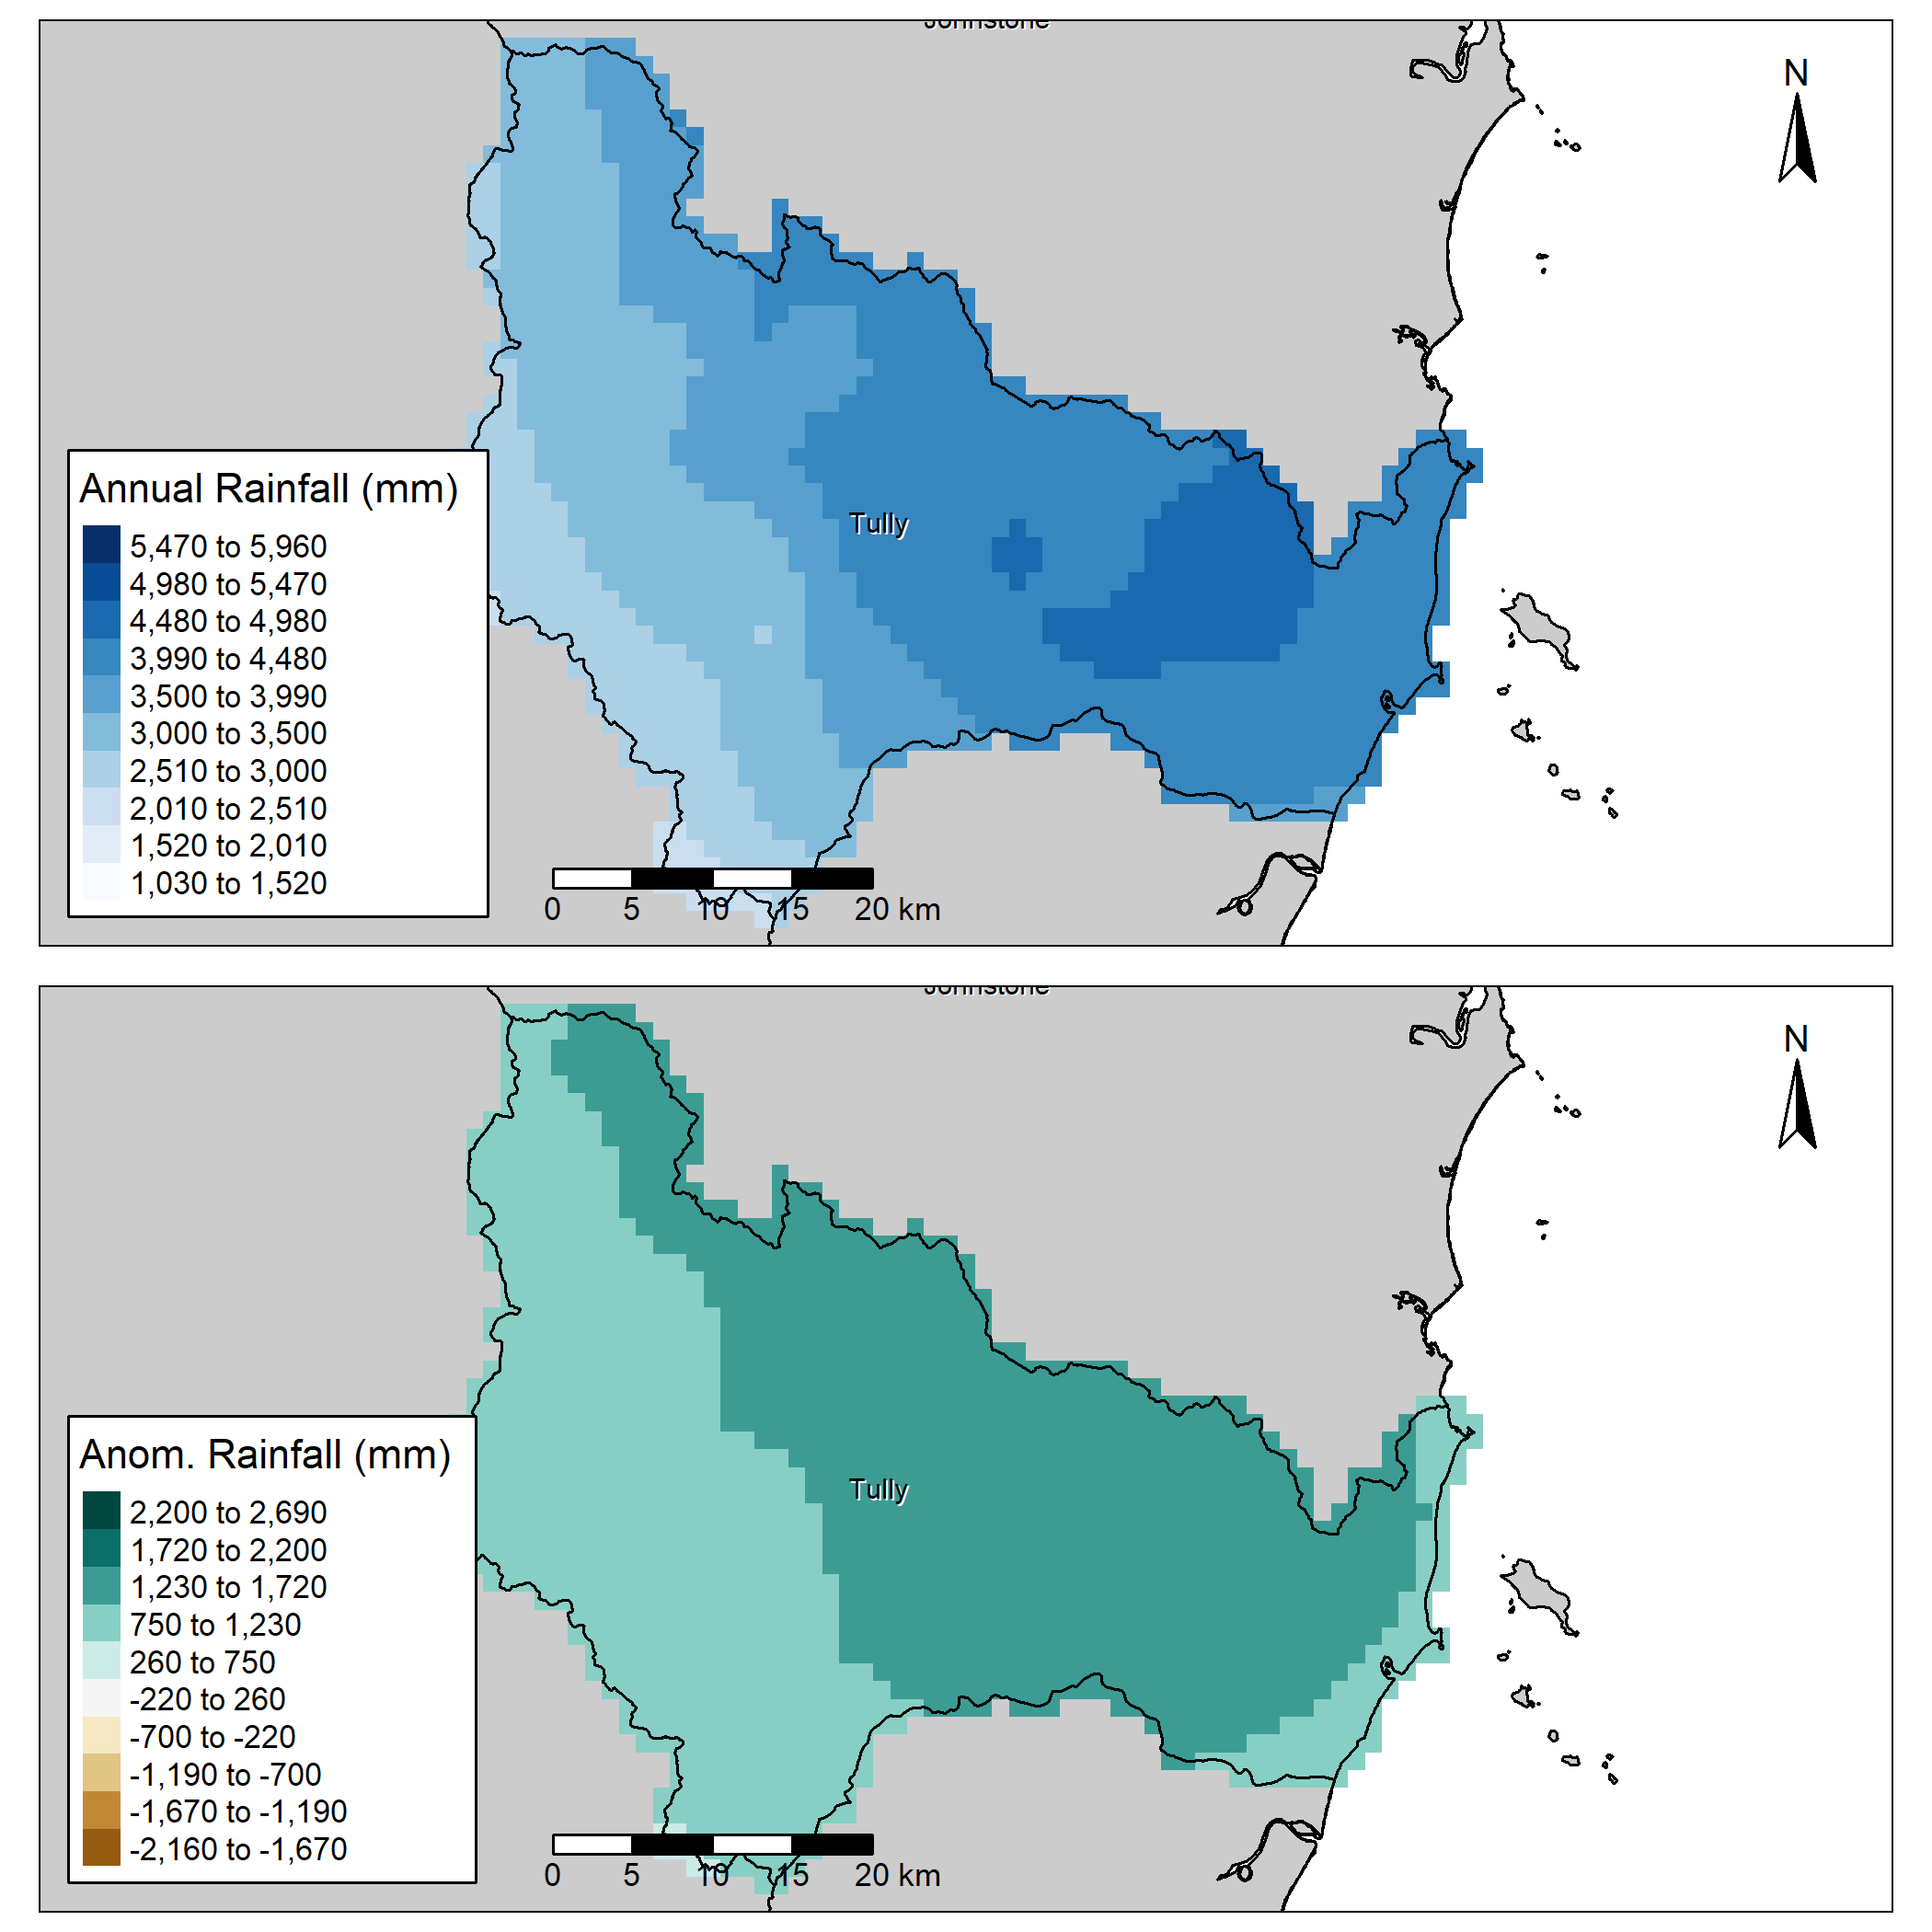 Johnstone
N
Tully
Annual Rainfall (mm)
5,470 to 5,960
4,980 to 5,470
4,480 to 4,980
3,990 to 4,480
3,500 to 3,990
3,000 to 3,500
2,510 to 3,000
2,010 to 2,510
1,520 to 2,010
1,030 to 1,520
0 5 10 15 20 km
Johnstone
N
Tully
Anom. Rainfall (mm)
2,200 to 2,690
1,720 to 2,200
1,230 to 1,720
750 to 1,230
260 to 750
-220 to 260
-700 to -220
-1,190 to -700
-1,670 to -1,190
-2,160 to -1,670
0 5 10 15 20 km